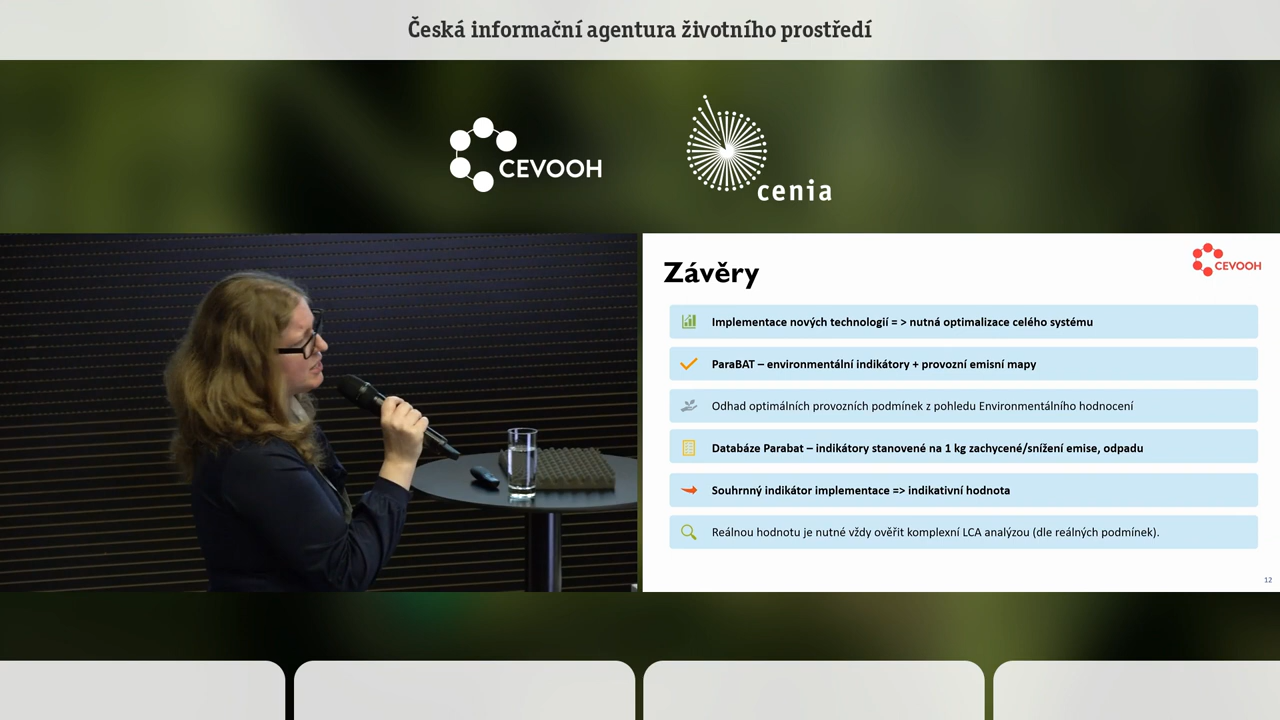 Česká informační agentura životního prostředí
CEVOOH
cenia
Závěry
CEVOOH
Implementace nových technologií = > nutná optimalizace celého systému
ParaBAT – environmentální indikátory + provozní emisní mapy
Odhad optimálních provozních podmínek z pohledu Environmentálního hodnocení
Databáze Parabat – indikátory stanovené na 1 kg zachycené/snížení emise, odpadu
Souhrnný indikátor implementace => indikativní hodnota
Reálnou hodnotu je nutné vždy ověřit komplexní LCA analýzou (dle reálných podmínek).
12